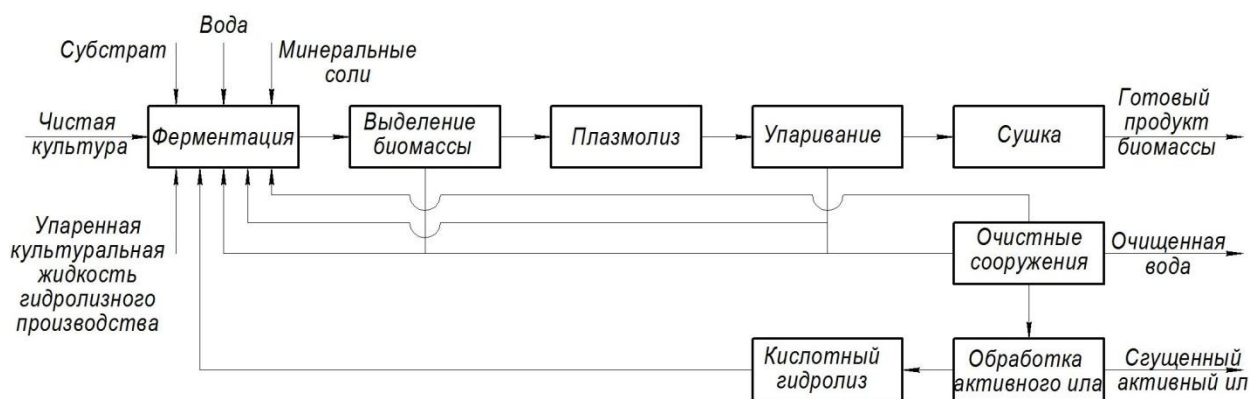 Вода
Субстрат
Минеральные
соли
Чистая
культура
Ферментация
Выделение
биомассы
Плазмолиз
Упаривание
Сушка
Готовый
продукт
биомассы
Упаренная
культуральная
жидкость
гидролизного
производства
Очистные
сооружения
Очищенная
вода
Кислотный
гидролиз
Обработка
активного ила
Сгущенный
активный ил